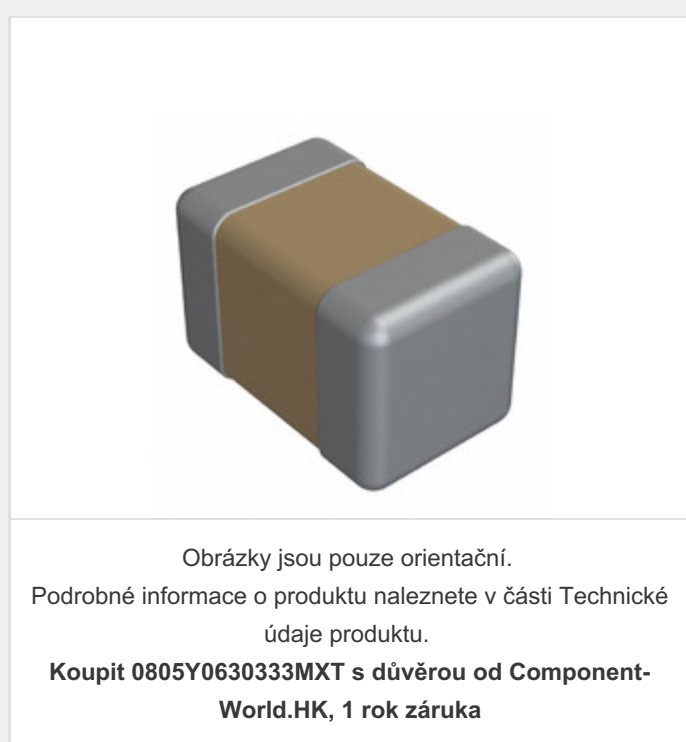 Obrázky jsou pouze orientační.
Podrobné informace o produktu naleznete v části Technické
údaje produktu.
Koupit 0805Y0630333MXT s důvěrou od Component-
World.HK, 1 rok záruka